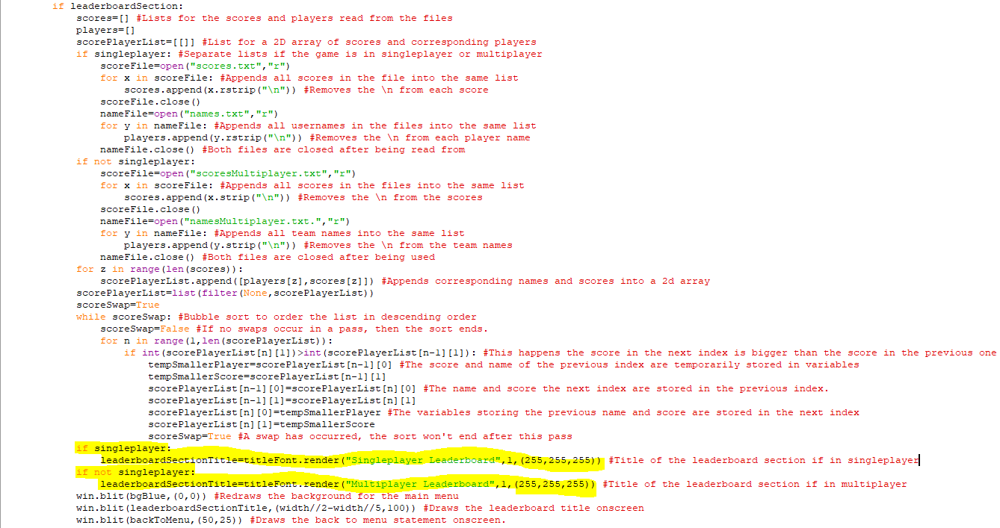 if leaderboardSection:
scores=[] #Lists for the scores and players read from the files
players=[]
scorePlayerList=[[]] #List for a 2D array of scores and corresponding players
if singleplayer: #Separate lists if the game is in singleplayer or multiplayer
scoreFile=open("scores.txt","r")
for x in scoreFile: #Appends all scores in the file into the same list
scores.append(x.rstrip("\n")) #Removes the \n from each score
scoreFile.close()
nameFile=open("names.txt","r")
for y in nameFile: #Appends all usernames in the files into the same list
players.append(y.rstrip("\n")) #Removes the \n from each player name
nameFile.close() #Both files are closed after being read from
if not singleplayer:
scoreFile=open("scoresMultiplayer.txt","r")
for x in scoreFile: #Appends all scores in the files into the same list
scores.append(x.strip("\n")) #Removes the \n from the scores
scoreFile.close()
nameFile=open("namesMultiplayer.txt.","r")
for y in nameFile: #Appends all team names into the same list
players.append(y.strip("\n")) #Removes the \n from the team names
nameFile.close() #Both files are closed after being used
for z in range(len(scores)):
scorePlayerList.append([players[z],scores[z]]) #Appends corresponding names and scores into a 2d array
scorePlayerList=list(filter(None,scorePlayerList))
scoreSwap=True
while scoreSwap: #Bubble sort to order the list in descending order
scoreSwap=False #If no swaps occur in a pass, then the sort ends.
for n in range(1,len(scorePlayerList)):
if int(scorePlayerList[n][1])>int(scorePlayerList[n-1][1]): #This happens the score in the next index is bigger than the score in the previous one
tempSmallerPlayer=scorePlayerList[n-1][0] #The score and name of the previous index are temporarily stored in variables
tempSmallerScore=scorePlayerList[n-1][1]
scorePlayerList[n-1][0]=scorePlayerList[n][0] #The name and score the next index are stored in the previous index.
scorePlayerList[n-1][1]=scorePlayerList[n][1]
scorePlayerList[n][0]=tempSmallerPlayer #The variables storing the previous name and score are stored in the next index
scorePlayerList[n][1]=tempSmallerScore
scoreSwap=True #A swap has occurred, the sort won't end after this pass
if singleplayer:
leaderboardSectionTitle=titleFont.render("Singleplayer Leaderboard",1,(255,255,255)) #Title of the leaderboard section if in singleplayer
if not singleplayer:
leaderboardSectionTitle=titleFont.render("Multiplayer Leaderboard",1,(255,255,255)) #Title of the leaderboard section if in multiplayer
win.blit(bgBlue,(0,0)) #Redraws the background for the main menu
win.blit(leaderboardSectionTitle,(width//2-width//5,100)) #Draws the leaderboard title onscreen
win.blit(backToMenu,(50,25)) #Draws the back to menu statement onscreen.